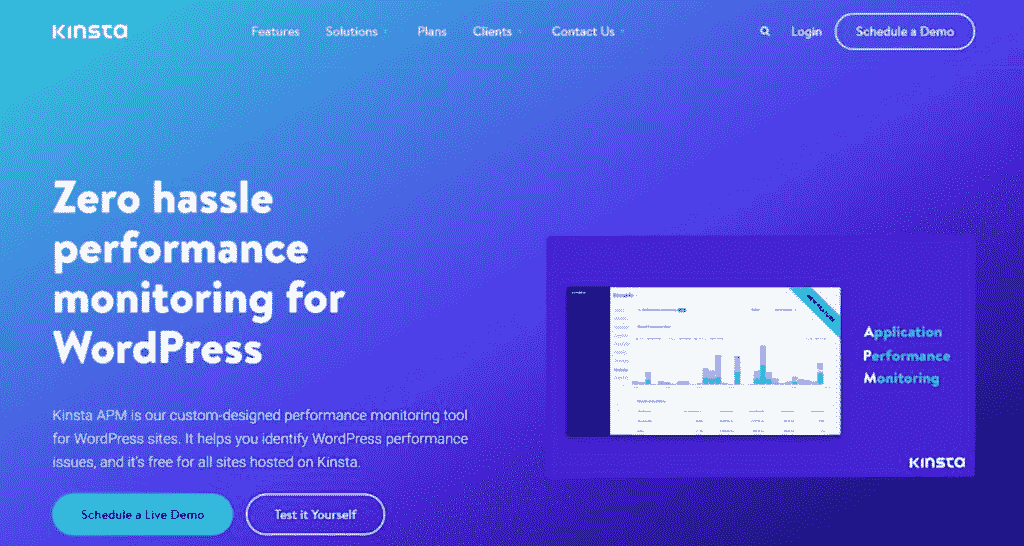 Kinsta
Features Solutions Plans Clients Contact Us Login Schedule a Demo
Zero hassle
performance
monitoring for
WordPress
Kinsta APM is our custom-designed performance monitoring tool
for WordPress sites. It helps you identify WordPress performance
issues, and it's free for all sites hosted on Kinsta.
Schedule a Live Demo Test it Yourself
NEW FEATURE
Application
Performance
Monitoring
Kinsta